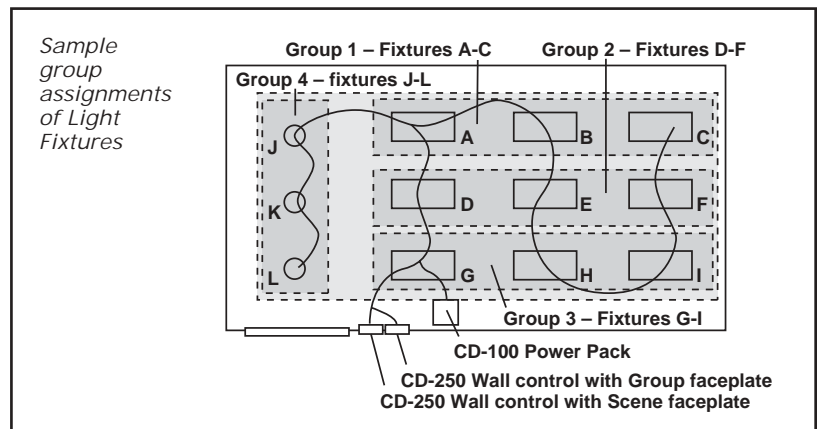 Sample
group
assignments
of Light
Fixtures
Group 1 – Fixtures A-C
Group 2 – Fixtures D-F
Group 4 – fixtures J-L
J
A
B
C
K
D
E
F
L
G
H
I
Group 3 – Fixtures G-I
CD-100 Power Pack
CD-250 Wall control with Group faceplate
CD-250 Wall control with Scene faceplate